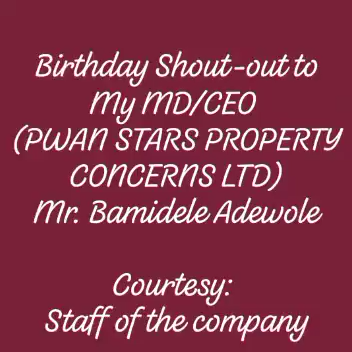 Birthday Shout-out to
My MD/CEO
(PWAN STARS PROPERTY
CONCERNS LTD)
Mr. Bamidele Adewole
Courtesy:
Staff of the company